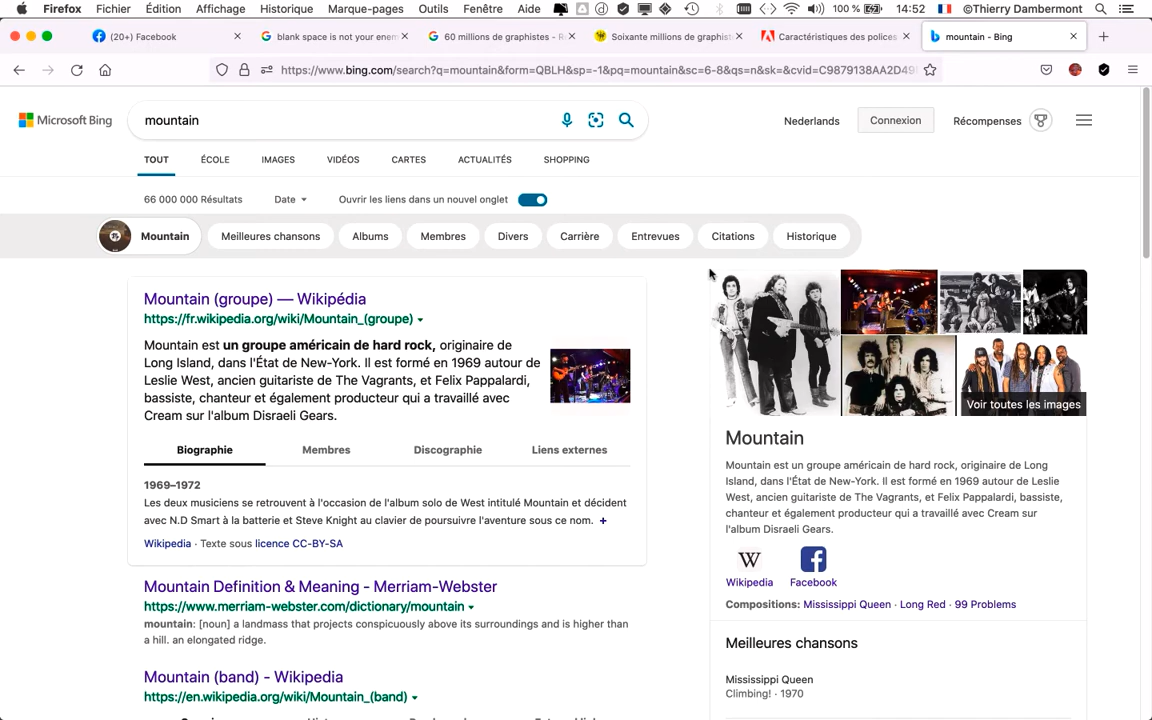 Firefox Fichier Édition Affichage Historique Marque-pages Outils Fenêtre Aide 100 % 14:52 ©Thierry Dambermont
(20+) Facebook
blank space is not your enem
60 millions de graphistes - R
Soixante millions de graphist
Caractéristiques des polices
mountain - Bing
https://www.bing.com/search?q=mountain&form=QBLH&sp=-1&pq=mountain&sc=6-8&qs=n&sk=&cvid=C9879138AA2D49
Microsoft Bing
mountain
Nederlands
Connexion
Récompenses
TOUT ÉCOLE IMAGES VIDÉOS CARTES ACTUALITÉS SHOPPING
66 000 000 Résultats Date Ouvrir les liens dans un nouvel onglet
Mountain Meilleures chansons Albums Membres Divers Carrière Entrevues Citations Historique
Mountain (groupe) — Wikipédia
https://fr.wikipedia.org/wiki/Mountain_(groupe)
Mountain est un groupe américain de hard rock, originaire de
Long Island, dans l'État de New-York. Il est formé en 1969 autour de
Leslie West, ancien guitariste de The Vagrants, et Felix Pappalardi,
bassiste, chanteur et également producteur qui a travaillé avec
Cream sur l'album Disraeli Gears.
Biographie Membres Discographie Liens externes
1969–1972
Les deux musiciens se retrouvent à l'occasion de l'album solo de West intitulé Mountain et décident
avec N.D Smart à la batterie et Steve Knight au clavier de poursuivre l'aventure sous ce nom. +
Wikipedia · Texte sous licence CC-BY-SA
Mountain Definition & Meaning - Merriam-Webster
https://www.merriam-webster.com/dictionary/mountain
mountain: [noun] a landmass that projects conspicuously above its surroundings and is higher than
a hill. an elongated ridge.
Mountain (band) - Wikipedia
https://en.wikipedia.org/wiki/Mountain_(band)
Voir toutes les images
Mountain
Mountain est un groupe américain de hard rock, originaire de Long
Island, dans l'État de New-York. Il est formé en 1969 autour de Leslie
West, ancien guitariste de The Vagrants, et Felix Pappalardi, bassiste,
chanteur et également producteur qui a travaillé avec Cream sur
l'album Disraeli Gears.
W
Wikipedia Facebook
Compositions: Mississippi Queen · Long Red · 99 Problems
Meilleures chansons
Mississippi Queen
Climbing! · 1970